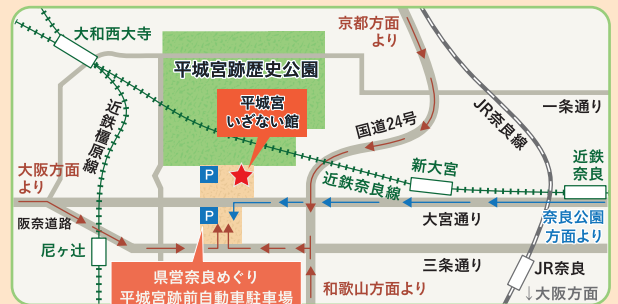 大和西大寺
京都方面
より
平城宮跡歴史公園
平城宮
いざない館
国道24号
JR奈良線
一条通り
近鉄橿原線
大阪方面
より
P
近鉄奈良線
新大宮
近鉄
奈良
P
大宮通り
奈良公園
方面より
阪奈道路
尼ヶ辻
三条通り
県営奈良めぐり
平城宮跡前自動車駐車場
和歌山方面より
JR奈良
↓大阪方面